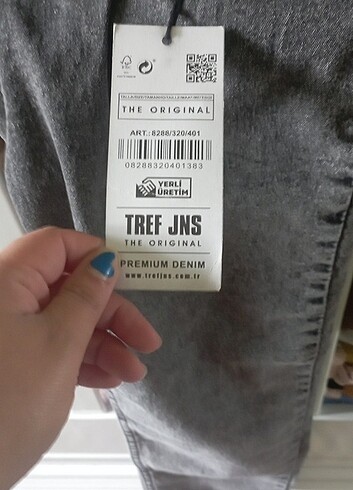 THE ORIGINAL
ART.: 8288/320/401
08288320401383
YERLİ
ÜRETİM
TREF JNS
THE ORIGINAL
PREMIUM DENIM
www.trefjns.com.tr